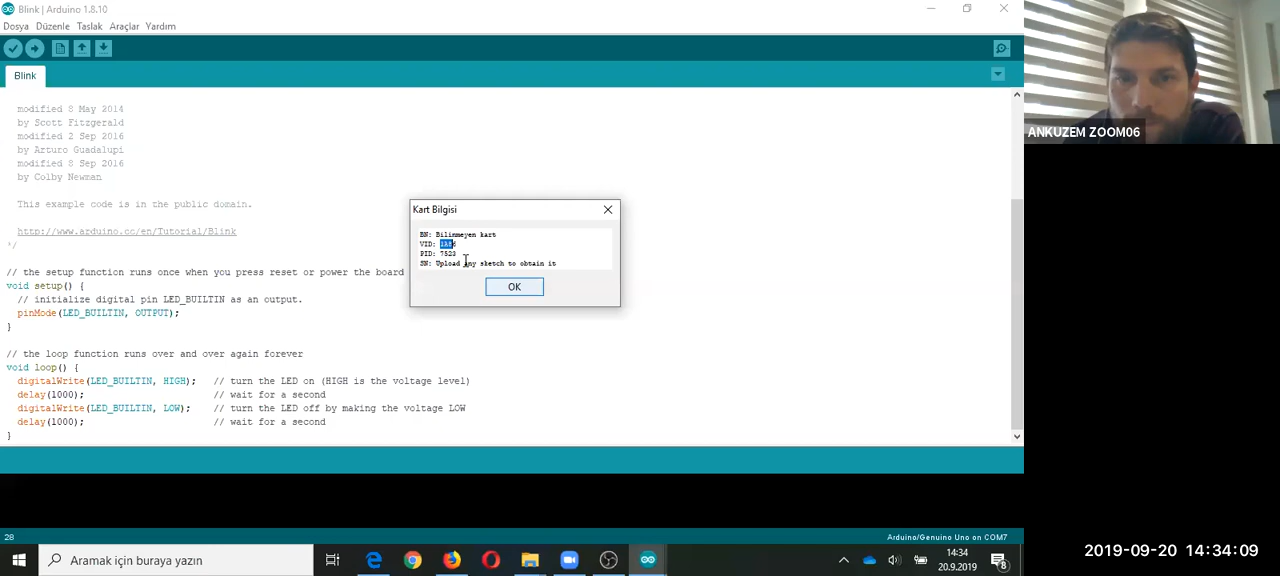 Blink | Arduino 1.8.10
Dosya Düzenle Taslak Araçlar Yardım
Blink
modified 8 May 2014
by Scott Fitzgerald
modified 2 Sep 2016
by Arturo Guadalupi
modified 8 Sep 2016
by Colby Newman
This example code is in the public domain.
http://www.arduino.cc/en/Tutorial/Blink
*/
// the setup function runs once when you press reset or power the board
void setup() {
// initialize digital pin LED_BUILTIN as an output.
pinMode(LED_BUILTIN, OUTPUT);
}
// the loop function runs over and over again forever
void loop() {
digitalWrite(LED_BUILTIN, HIGH);   // turn the LED on (HIGH is the voltage level)
delay(1000);                       // wait for a second
digitalWrite(LED_BUILTIN, LOW);    // turn the LED off by making the voltage LOW
delay(1000);                       // wait for a second
}
Kart Bilgisi
BN: Bilinmeyen kart
VID:
PID: 7523
SN: Upload any sketch to obtain it
OK
ANKUZEM ZOOM06
28
Arduino/Genuino Uno on COM7
Aramak için buraya yazın
14:34
20.9.2019
8
2019-09-20 14:34:09